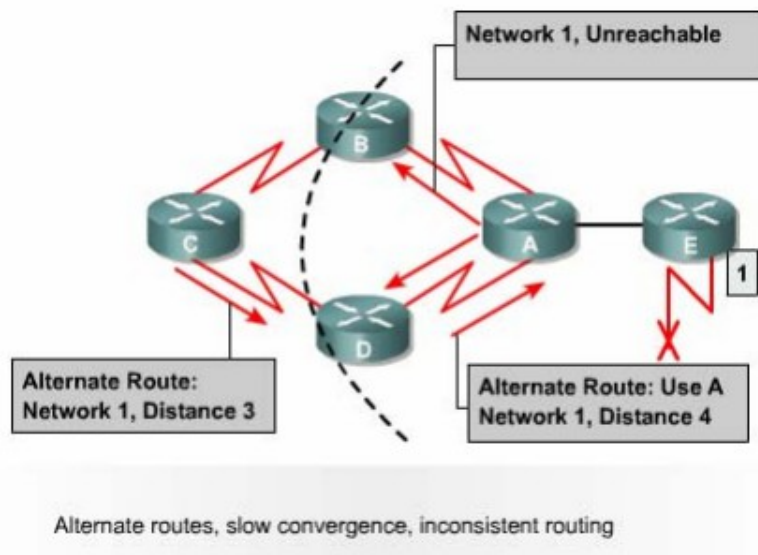 Network 1, Unreachable
B
C
A
E
1
D
Alternate Route:
Network 1, Distance 3
Alternate Route: Use A
Network 1, Distance 4
Alternate routes, slow convergence, inconsistent routing